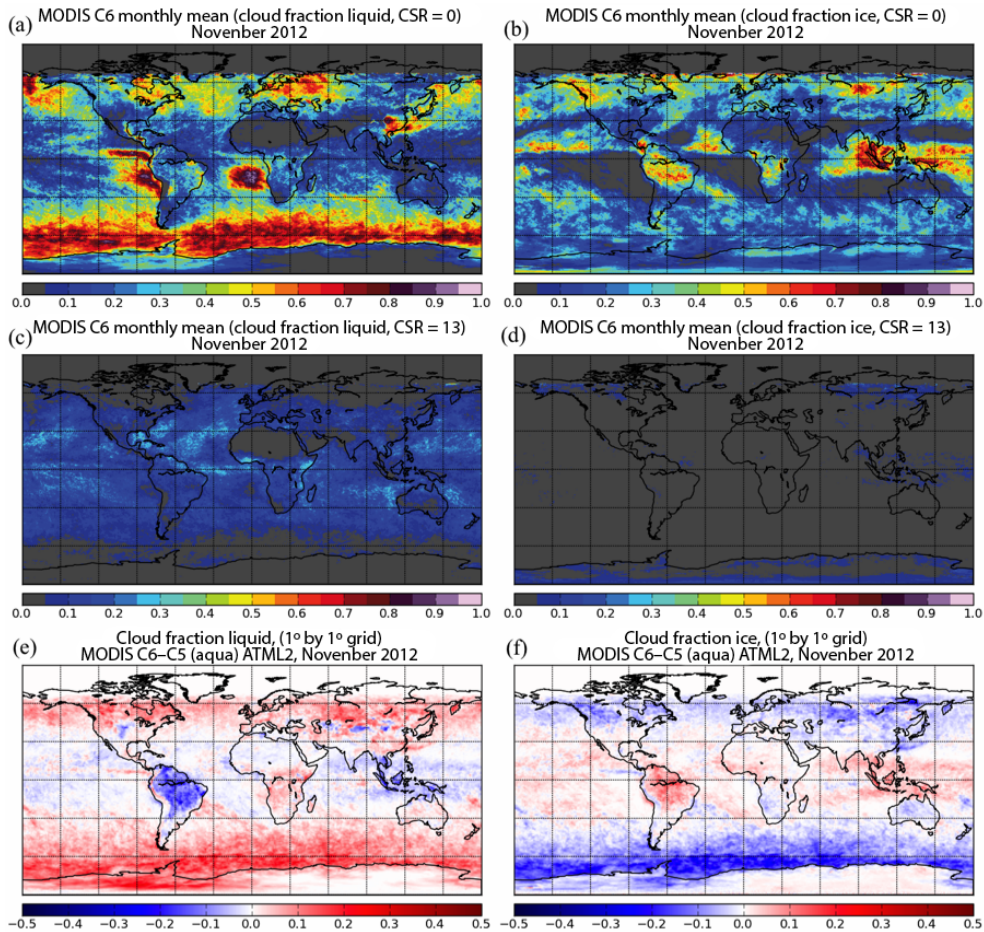 (a)
MODIS C6 monthly mean (cloud fraction liquid, CSR = 0)
Novenber 2012
(b)
MODIS C6 monthly mean (cloud fraction ice, CSR = 0)
Novenber 2012
0.0 0.1 0.2 0.3 0.4 0.5 0.6 0.7 0.8 0.9 1.0
0.0 0.1 0.2 0.3 0.4 0.5 0.6 0.7 0.8 0.9 1.0
(c)
MODIS C6 monthly mean (cloud fraction liquid, CSR = 13)
Novenber 2012
(d)
MODIS C6 monthly mean (cloud fraction ice, CSR = 13)
Novenber 2012
0.0 0.1 0.2 0.3 0.4 0.5 0.6 0.7 0.8 0.9 1.0
0.0 0.1 0.2 0.3 0.4 0.5 0.6 0.7 0.8 0.9 1.0
(e)
Cloud fraction liquid, (1º by 1º grid)
MODIS C6–C5 (aqua) ATML2, Novenber 2012
(f)
Cloud fraction ice, (1º by 1º grid)
MODIS C6–C5 (aqua) ATML2, Novenber 2012
−0.5 −0.4 −0.3 −0.2 −0.1 0.0 0.1 0.2 0.3 0.4 0.5
−0.5 −0.4 −0.3 −0.2 −0.1 0.0 0.1 0.2 0.3 0.4 0.5